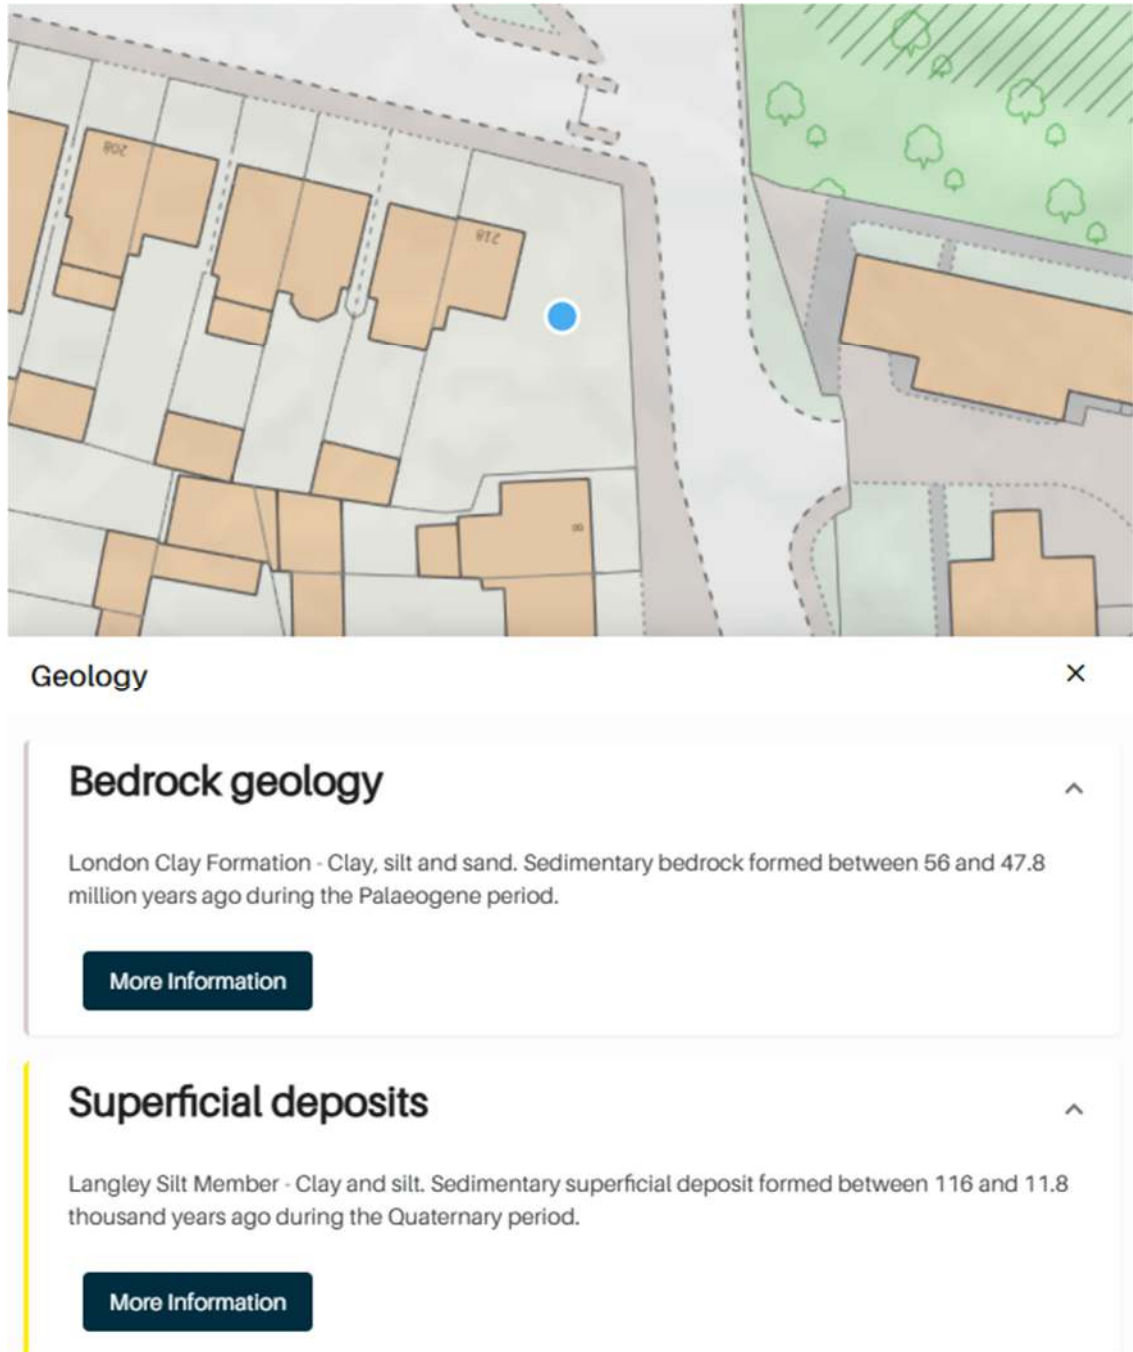 208
218
8
Geology
Bedrock geology
London Clay Formation - Clay, silt and sand. Sedimentary bedrock formed between 56 and 47.8
million years ago during the Palaeogene period.
More Information
Superficial deposits
Langley Silt Member - Clay and silt. Sedimentary superficial deposit formed between 116 and 11.8
thousand years ago during the Quaternary period.
More Information